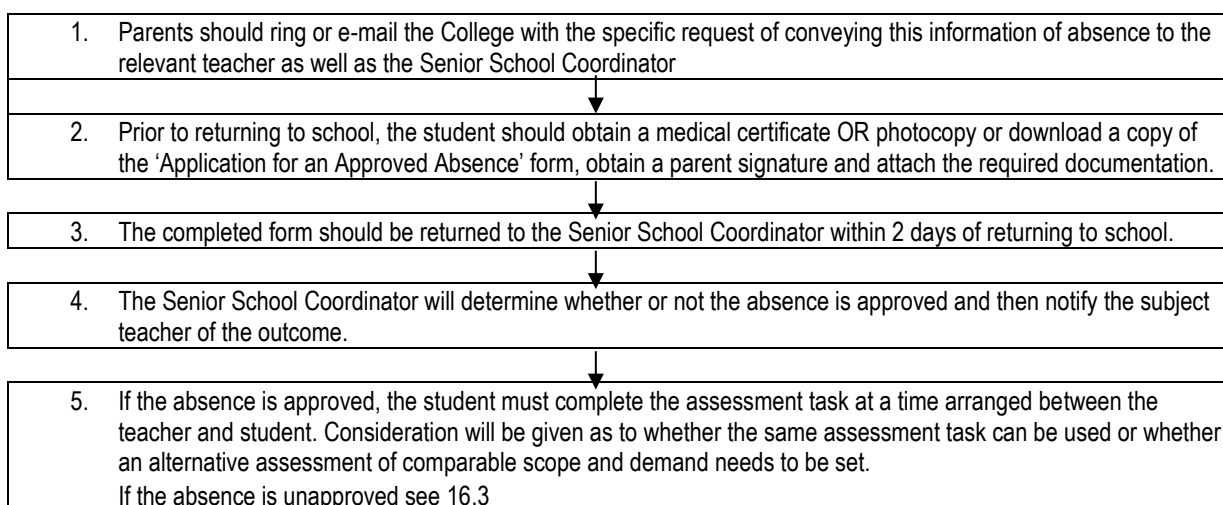 1. Parents should ring or e-mail the College with the specific request of conveying this information of absence to the
relevant teacher as well as the Senior School Coordinator
2. Prior to returning to school, the student should obtain a medical certificate OR photocopy or download a copy of
the ‘Application for an Approved Absence’ form, obtain a parent signature and attach the required documentation.
3. The completed form should be returned to the Senior School Coordinator within 2 days of returning to school.
4. The Senior School Coordinator will determine whether or not the absence is approved and then notify the subject
teacher of the outcome.
5. If the absence is approved, the student must complete the assessment task at a time arranged between the
teacher and student. Consideration will be given as to whether the same assessment task can be used or whether
an alternative assessment of comparable scope and demand needs to be set.
If the absence is unapproved see 16.3